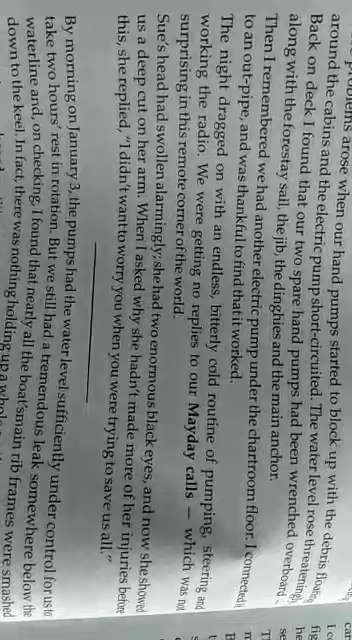 problems arose when our hand pumps started to block up with the debris floating
around the cabins and the electric pump short-circuited. The water level rose threateningly.
Back on deck I found that our two spare hand pumps had been wrenched overboard –
along with the forestay sail, the jib, the dinghies and the main anchor.
Then I remembered we had another electric pump under the chartroom floor. I connected it
to an out-pipe, and was thankful to find that it worked.
The night dragged on with an endless, bitterly cold routine of pumping, steering and
working the radio. We were getting no replies to our Mayday calls — which was not
surprising in this remote corner of the world.
Sue's head had swollen alarmingly; she had two enormous black eyes, and now she showed
us a deep cut on her arm. When I asked why she hadn't made more of her injuries before
this, she replied, "I didn't want to worry you when you were trying to save us all."
By morning on January 3, the pumps had the water level sufficiently under control for us to
take two hours' rest in rotation. But we still had a tremendous leak somewhere below the
waterline and, on checking, I found that nearly all the boat'smain rib frames were smashed
down to the keel. In fact, there was nothing holding up a whole